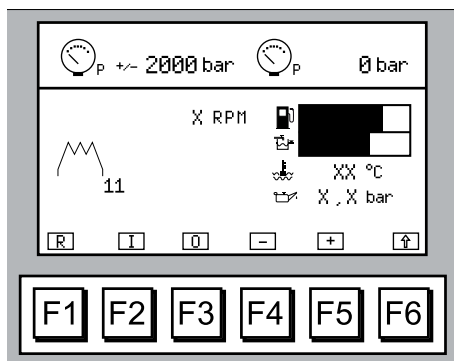 P +/- 2000 bar P 0 bar
X RPM
11
XX °C
X,X bar
R I O - + ⇧
F1 F2 F3 F4 F5 F6